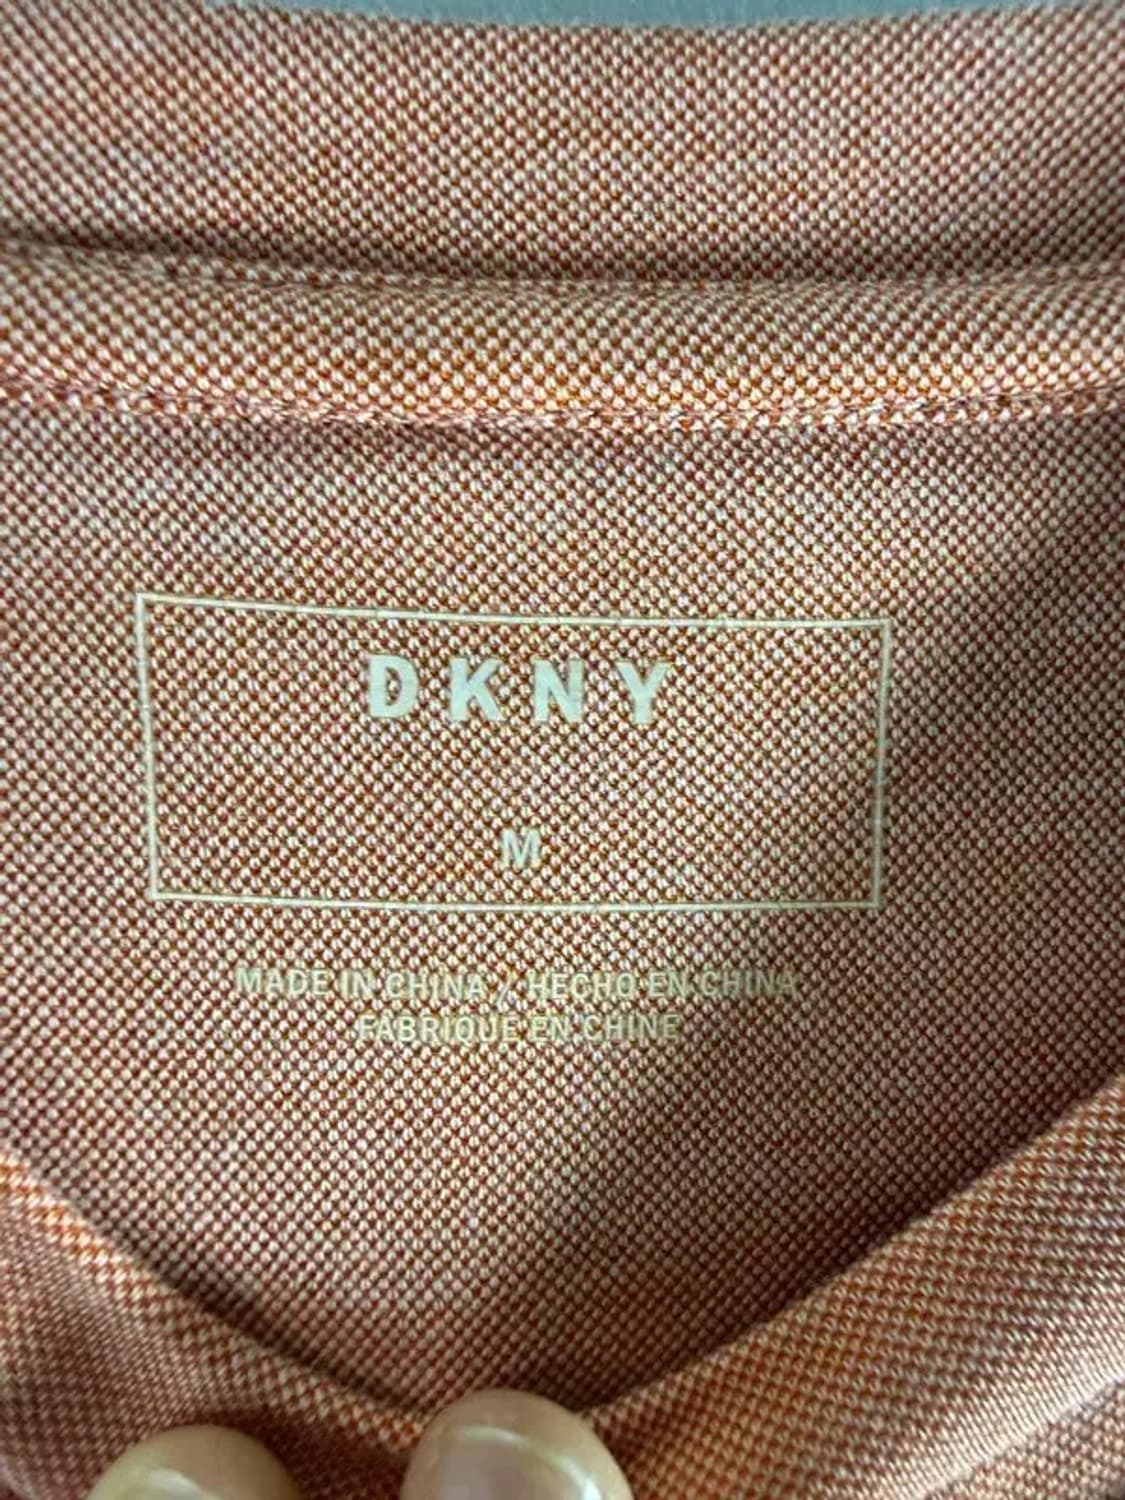 DKNY
M
MADE IN CHINA / HECHO EN CHINA
FABRIQUE EN CHINE